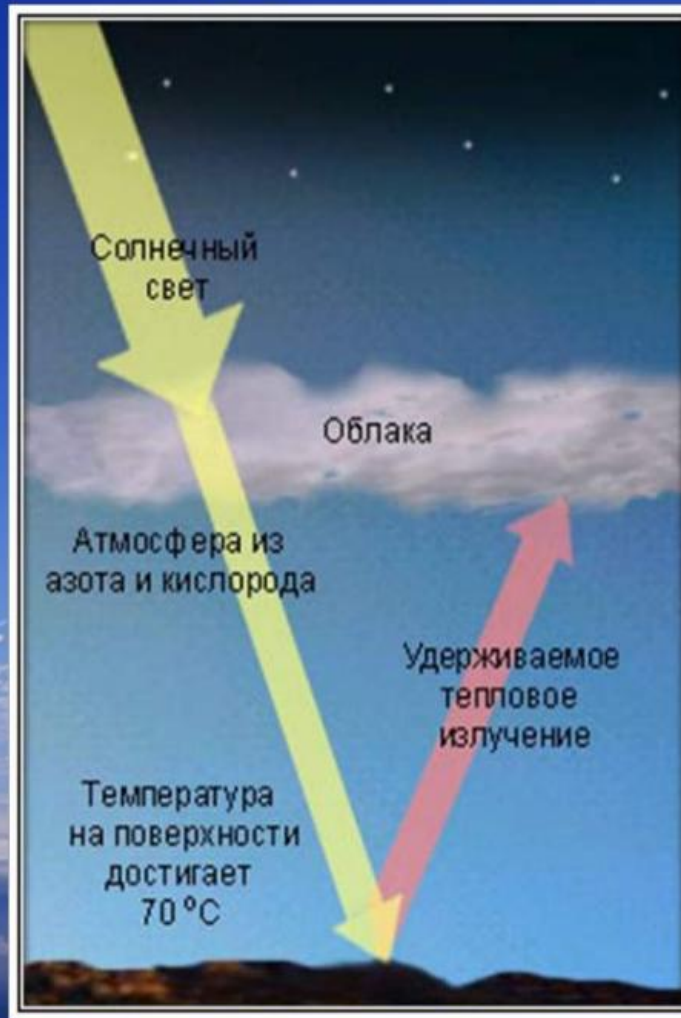 Солнечный
свет
Облака
Атмосфера из
азота и кислорода
Удерживаемое
тепловое
излучение
Температура
на поверхности
достигает
70 °C